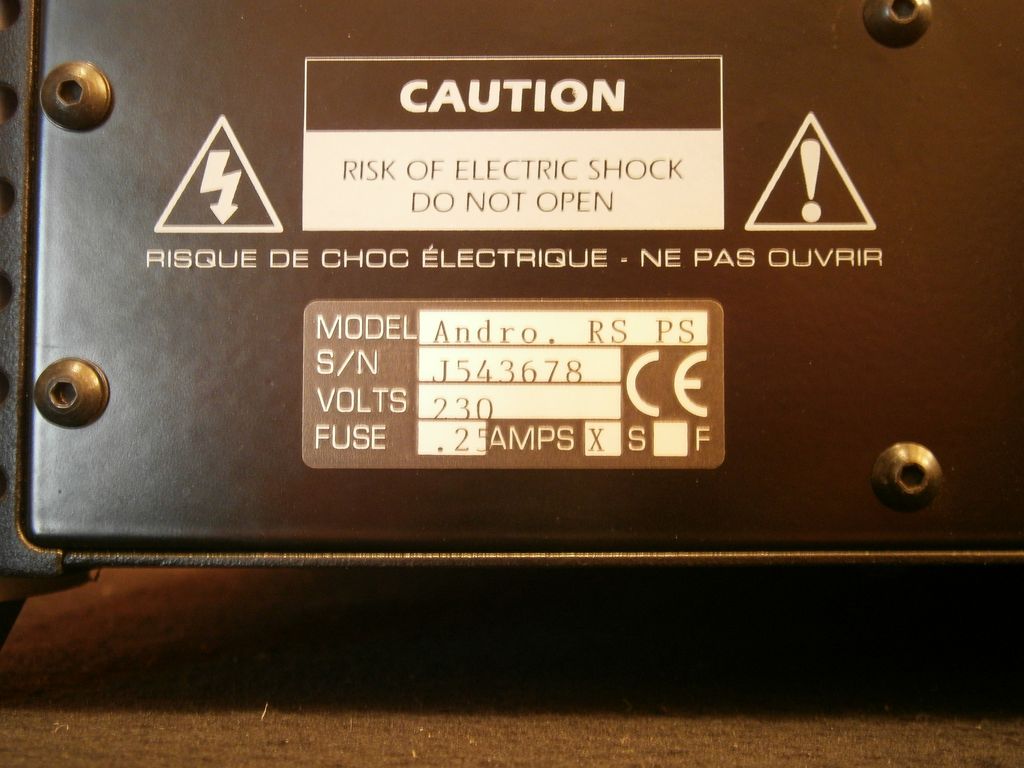 CAUTION
RISK OF ELECTRIC SHOCK
DO NOT OPEN
RISQUE DE CHOC ÉLECTRIQUE - NE PAS OUVRIR
MODEL Andro. RS PS
S/N J543678
VOLTS 230 CE
FUSE .25 AMPS X S F